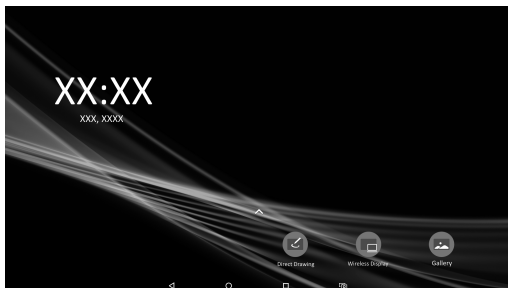 XX:XX
XXX, XXXX
Direct Drawing
Wireless Display
Gallery